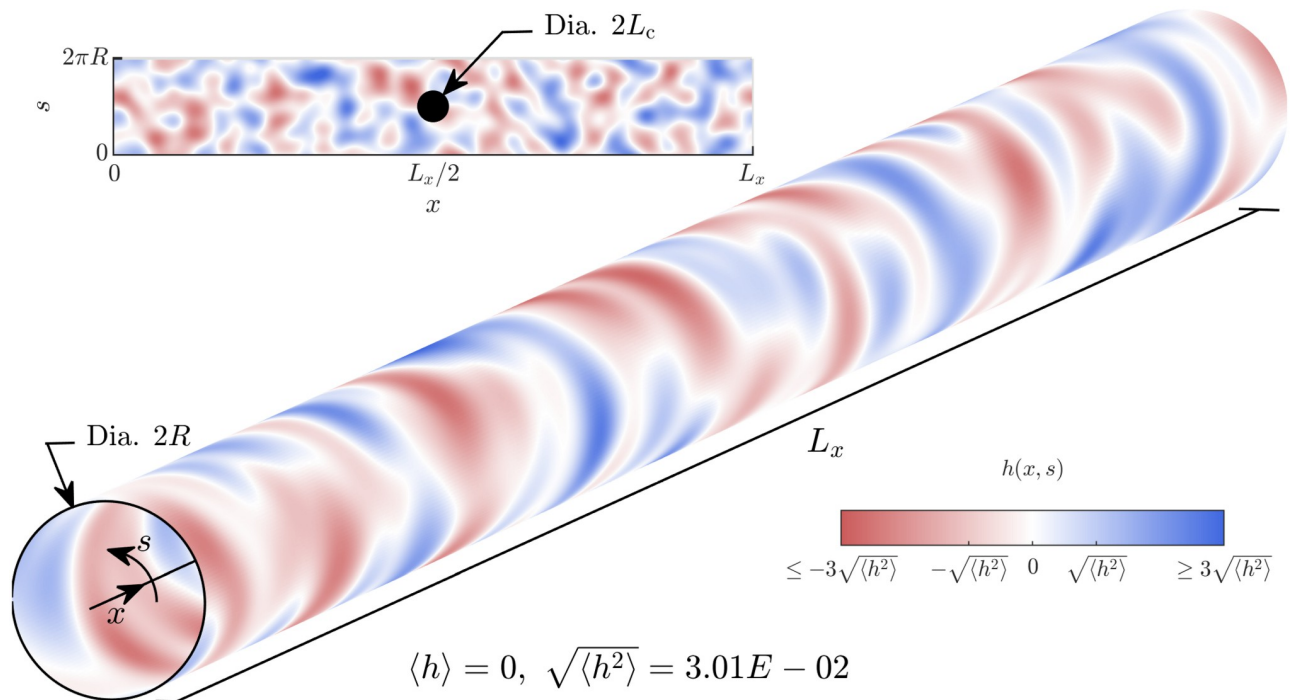 Dia. 2L_c
2πR
s
0
0
L_x/2
L_x
x
Dia. 2R
s
x
L_x
h(x, s)
≤ −3√⟨h²⟩
−√⟨h²⟩
0
√⟨h²⟩
≥ 3√⟨h²⟩
⟨h⟩ = 0, √⟨h²⟩ = 3.01E − 02